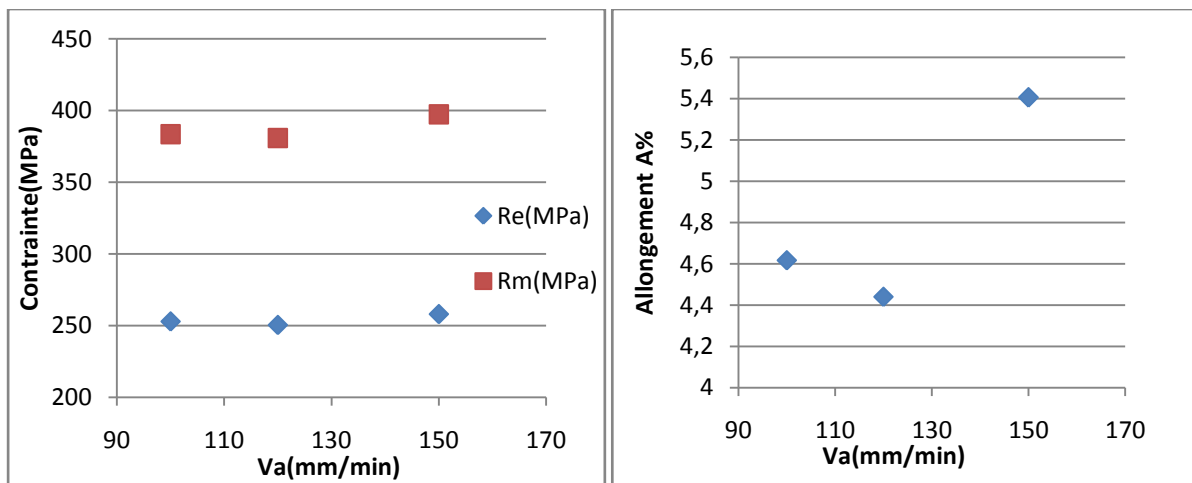 450
400
350
300
250
200
Contrainte(MPa)
Re(MPa)
Rm(MPa)
90 110 130 150 170
Va(mm/min)
5,6
5,4
5,2
5
4,8
4,6
4,4
4,2
4
Allongement A%
90 110 130 150 170
Va(mm/min)